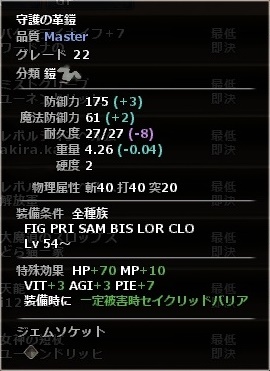 守護の革鎧
品質 Master
グレード 22
分類 鎧
防御力 175 (+3)
魔法防御力 61 (+2)
耐久度 27/27 (-8)
重量 4.26 (-0.04)
硬度 2
物理属性 斬40 打40 突20
装備条件 全種族
FIG PRI SAM BIS LOR CLO
Lv 54～
特殊効果 HP+70 MP+10
VIT+3 AGI+3 PIE+7
装備時に 一定被害時セイクリッドバリア
ジェムソケット